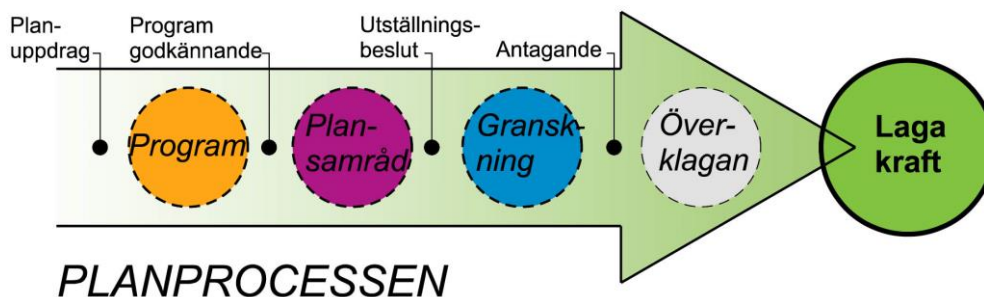 Plan-
uppdrag
Program
godkännande
Utställnings-
beslut
Antagande
Program
Plan-
samråd
Gransk-
ning
Över-
klagan
Laga
kraft
PLANPROCESSEN